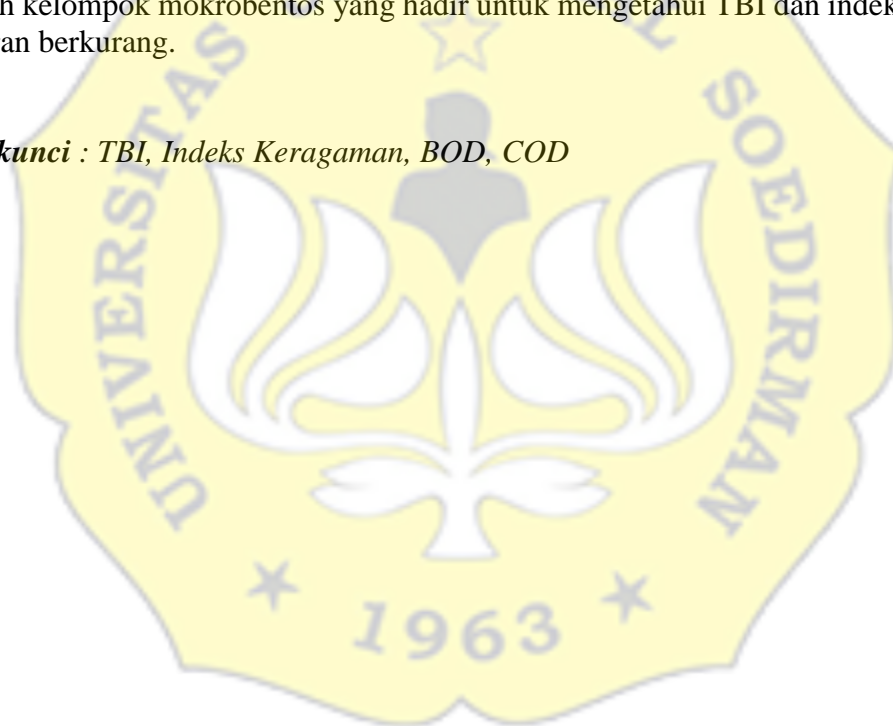 h kelompok mokrobentos yang hadir untuk mengetahui TBI dan indek
an berkurang.
kunci : TBI, Indeks Keragaman, BOD, COD
UNIVERSITAS
L SOEDIRMAN
1963